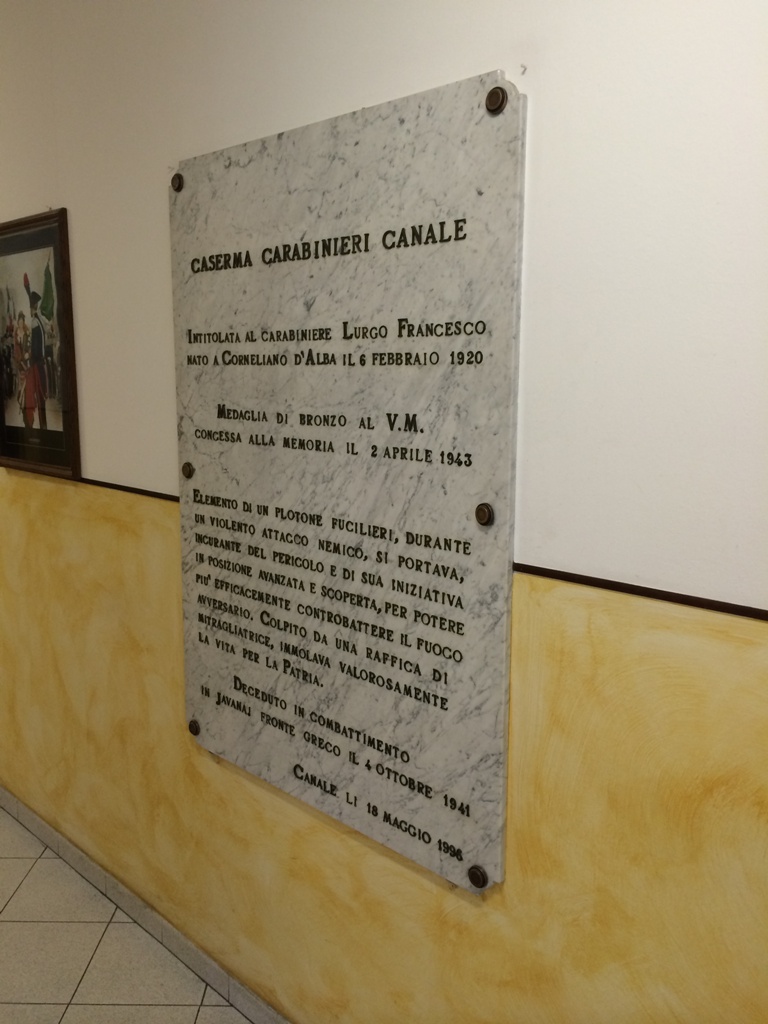 CASERMA CARABINIERI CANALE
INTITOLATA AL CARABINIERE LURGO FRANCESCO
NATO A CORNELIANO D'ALBA IL 6 FEBBRAIO 1920
MEDAGLIA DI BRONZO AL V.M.
CONCESSA ALLA MEMORIA IL 2 APRILE 1943
ELEMENTO DI UN PLOTONE FUCILIERI, DURANTE
UN VIOLENTO ATTACCO NEMICO, SI PORTAVA,
INCURANTE DEL PERICOLO E DI SUA INIZIATIVA
IN POSIZIONE AVANZATA E SCOPERTA, PER POTERE
PIU' EFFICACEMENTE CONTROBATTERE IL FUOCO
AVVERSARIO. COLPITO DA UNA RAFFICA DI
MITRAGLIATRICE, IMMOLAVA VALOROSAMENTE
LA VITA PER LA PATRIA.
DECEDUTO IN COMBATTIMENTO
IN JAVANAJ FRONTE GRECO IL 4 OTTOBRE 1941
CANALE LI 18 MAGGIO 1996